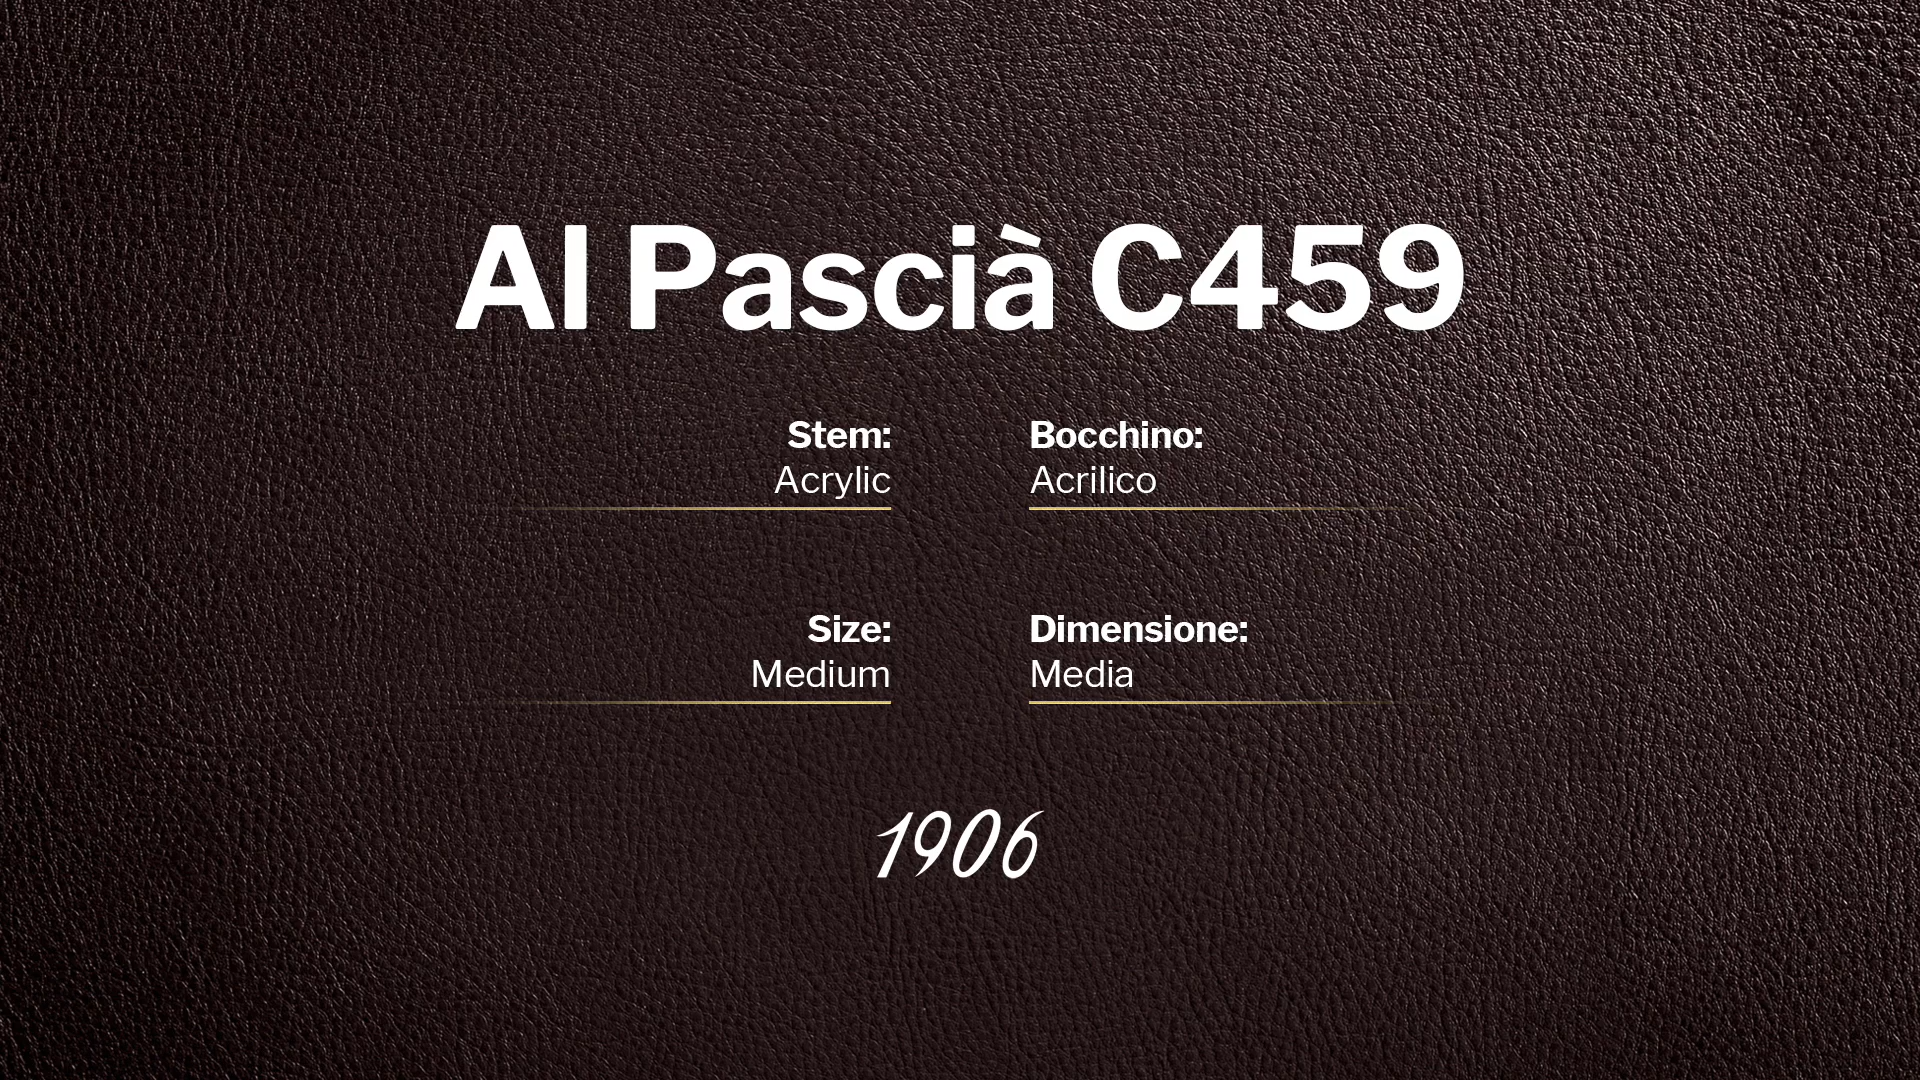 Al Pascià C459
Stem:
Acrylic
Bocchino:
Acrilico
Size:
Medium
Dimensione:
Media
1906